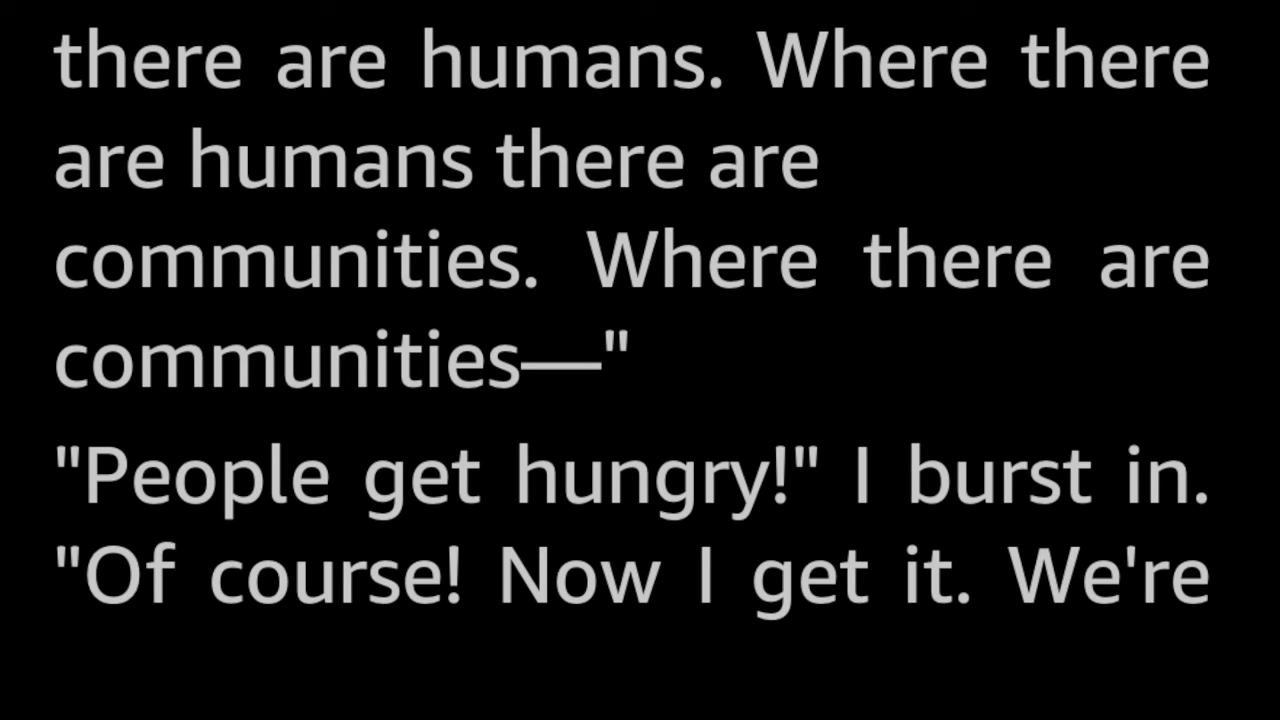 there are humans. Where there
are humans there are
communities. Where there are
communities—"
"People get hungry!" I burst in.
"Of course! Now I get it. We're